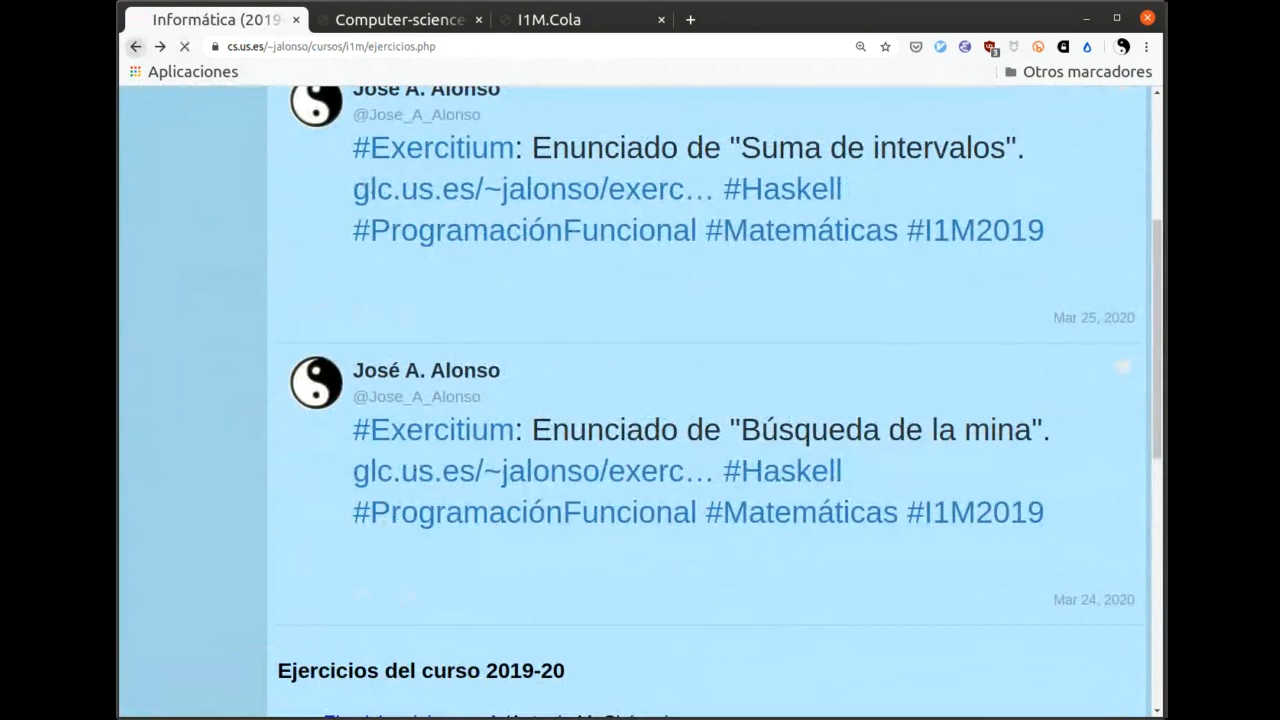 Informática (2019
Computer-science
I1M.Cola
cs.us.es/~jalonso/cursos/i1m/ejercicios.php
3
Aplicaciones
Otros marcadores
José A. Alonso
@Jose_A_Alonso
#Exercitium: Enunciado de "Suma de intervalos".
glc.us.es/~jalonso/exerc… #Haskell
#ProgramaciónFuncional #Matemáticas #I1M2019
Mar 25, 2020
José A. Alonso
@Jose_A_Alonso
#Exercitium: Enunciado de "Búsqueda de la mina".
glc.us.es/~jalonso/exerc… #Haskell
#ProgramaciónFuncional #Matemáticas #I1M2019
Mar 24, 2020
Ejercicios del curso 2019-20